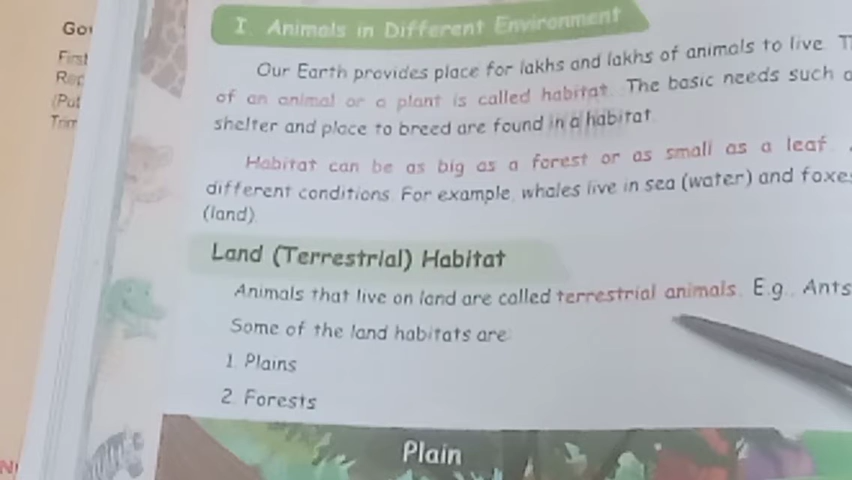 I. Animals in Different Environment
Our Earth provides place for lakhs and lakhs of animals to live.
of an animal or a plant is called habitat. The basic needs such
shelter and place to breed are found in a habitat.
Habitat can be as big as a forest or as small as a leaf.
different conditions. For example, whales live in sea (water) and foxes
(land).
Land (Terrestrial) Habitat
Animals that live on land are called terrestrial animals. E.g., Ants
Some of the land habitats are:
1. Plains
2. Forests
Plain